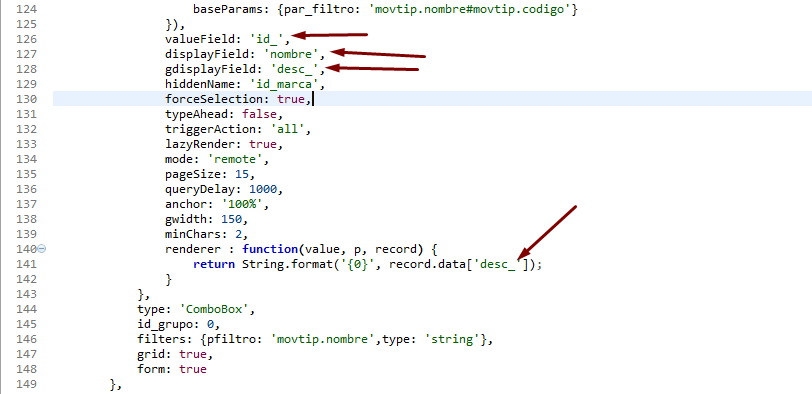 124 baseParams: {par_filtro: 'movtip.nombre#movtip.codigo'}
125 }),
126 valueField: 'id_',
127 displayField: 'nombre',
128 gdisplayField: 'desc_',
129 hiddenName: 'id_marca',
130 forceSelection: true,
131 typeAhead: false,
132 triggerAction: 'all',
133 lazyRender: true,
134 mode: 'remote',
135 pageSize: 15,
136 queryDelay: 1000,
137 anchor: '100%',
138 gwidth: 150,
139 minChars: 2,
140 renderer : function(value, p, record) {
141 return String.format('{0}', record.data['desc_']);
142 }
143 },
144 type: 'ComboBox',
145 id_grupo: 0,
146 filters: {pfiltro: 'movtip.nombre',type: 'string'},
147 grid: true,
148 form: true
149 },